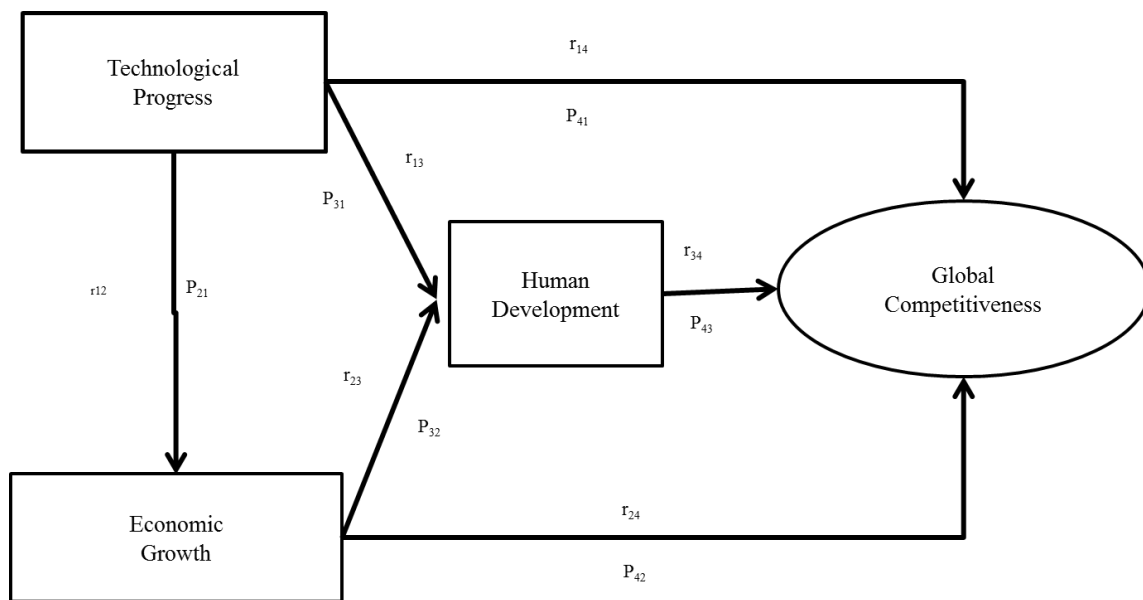 Technological
Progress
r₁₄
P₄₁
r₁₃
P₃₁
r12
P₂₁
Human
Development
r₃₄
P₄₃
Global
Competitiveness
r₂₃
P₃₂
Economic
Growth
r₂₄
P₄₂